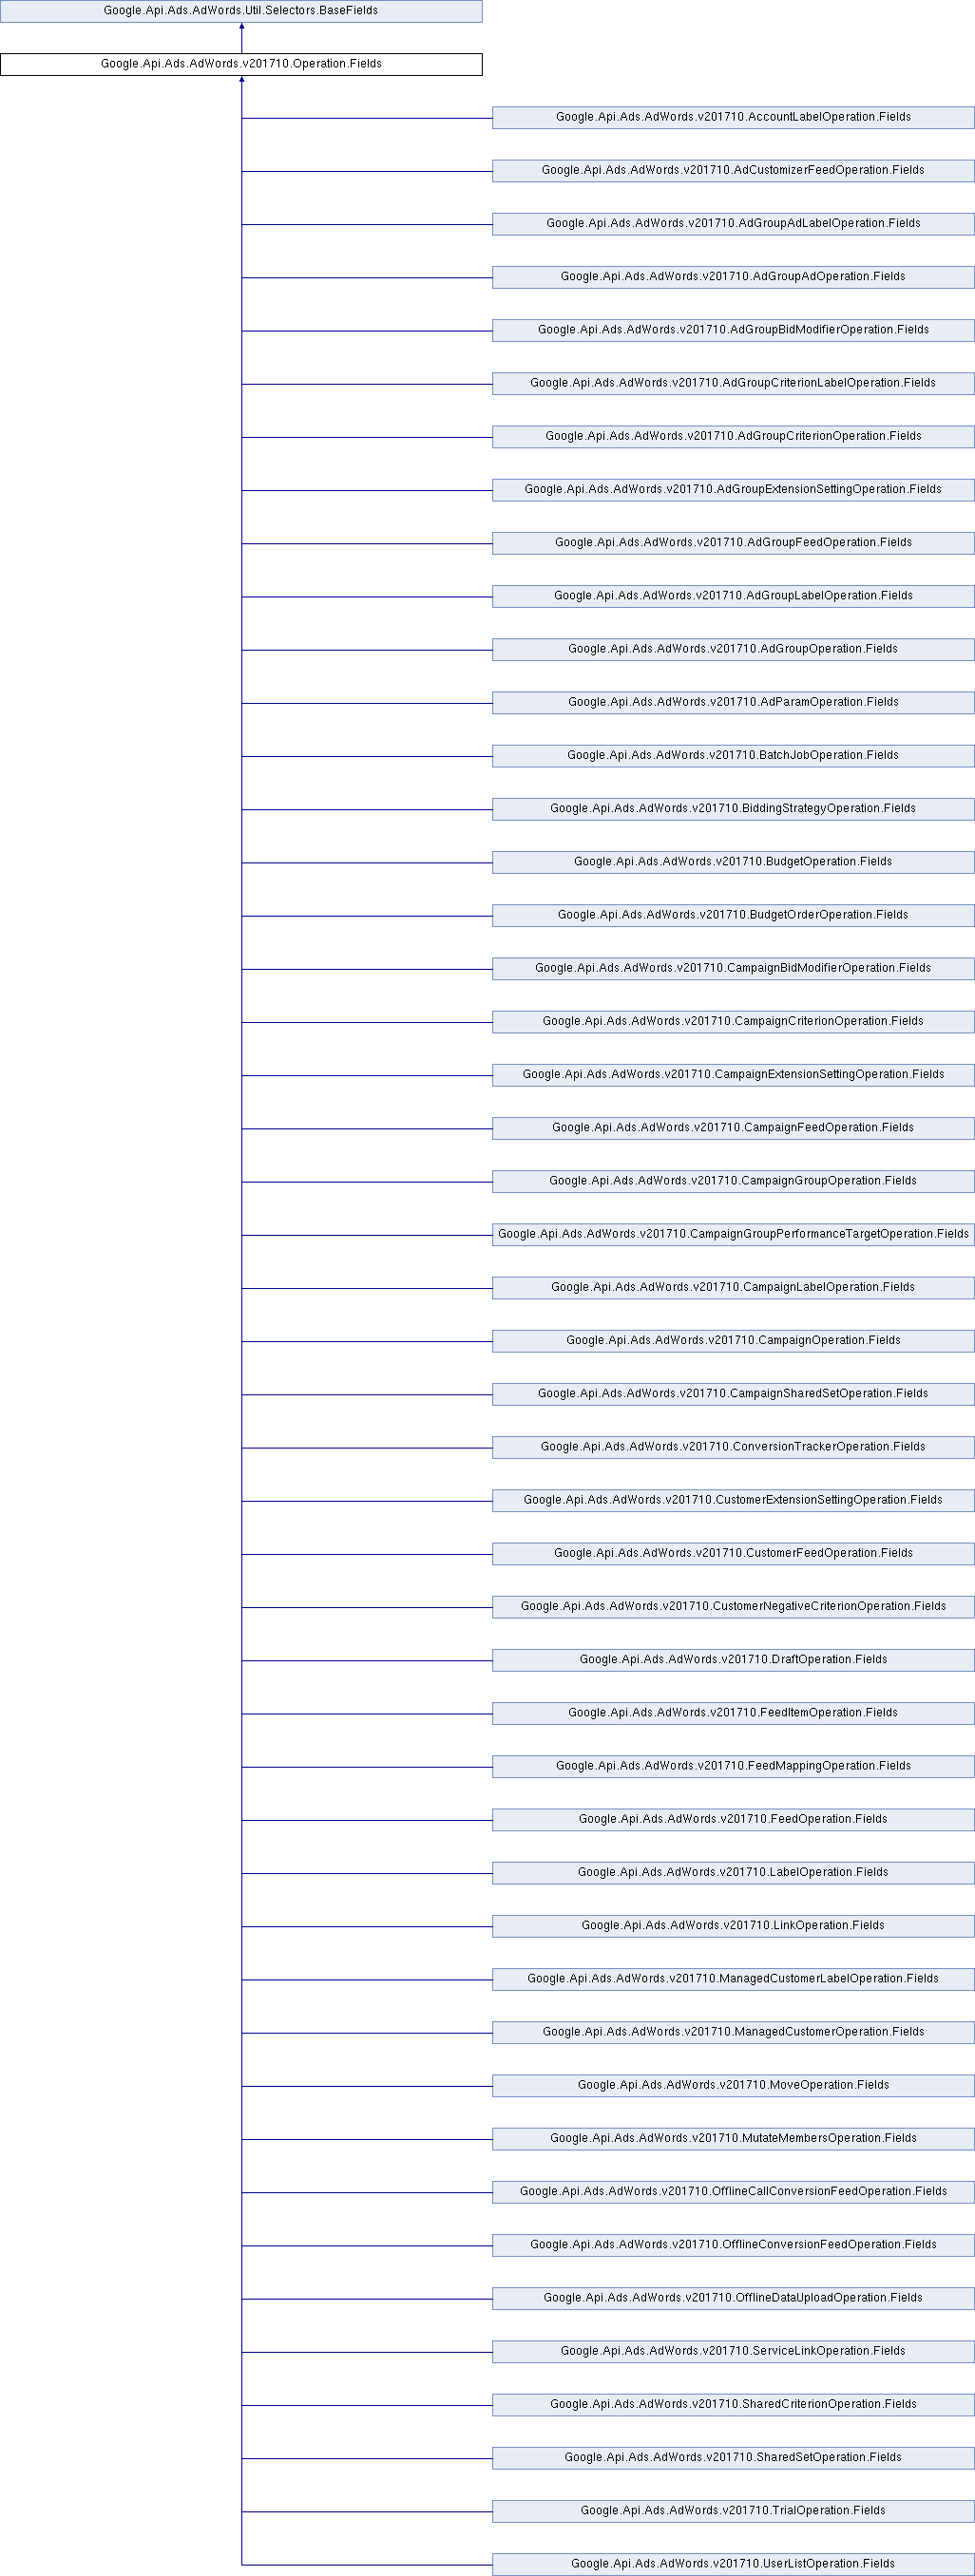 Google.Api.Ads.AdWords.Util.Selectors.BaseFields
Google.Api.Ads.AdWords.v201710.Operation.Fields
Google.Api.Ads.AdWords.v201710.AccountLabelOperation.Fields
Google.Api.Ads.AdWords.v201710.AdCustomizerFeedOperation.Fields
Google.Api.Ads.AdWords.v201710.AdGroupAdLabelOperation.Fields
Google.Api.Ads.AdWords.v201710.AdGroupAdOperation.Fields
Google.Api.Ads.AdWords.v201710.AdGroupBidModifierOperation.Fields
Google.Api.Ads.AdWords.v201710.AdGroupCriterionLabelOperation.Fields
Google.Api.Ads.AdWords.v201710.AdGroupCriterionOperation.Fields
Google.Api.Ads.AdWords.v201710.AdGroupExtensionSettingOperation.Fields
Google.Api.Ads.AdWords.v201710.AdGroupFeedOperation.Fields
Google.Api.Ads.AdWords.v201710.AdGroupLabelOperation.Fields
Google.Api.Ads.AdWords.v201710.AdGroupOperation.Fields
Google.Api.Ads.AdWords.v201710.AdParamOperation.Fields
Google.Api.Ads.AdWords.v201710.BatchJobOperation.Fields
Google.Api.Ads.AdWords.v201710.BiddingStrategyOperation.Fields
Google.Api.Ads.AdWords.v201710.BudgetOperation.Fields
Google.Api.Ads.AdWords.v201710.BudgetOrderOperation.Fields
Google.Api.Ads.AdWords.v201710.CampaignBidModifierOperation.Fields
Google.Api.Ads.AdWords.v201710.CampaignCriterionOperation.Fields
Google.Api.Ads.AdWords.v201710.CampaignExtensionSettingOperation.Fields
Google.Api.Ads.AdWords.v201710.CampaignFeedOperation.Fields
Google.Api.Ads.AdWords.v201710.CampaignGroupOperation.Fields
Google.Api.Ads.AdWords.v201710.CampaignGroupPerformanceTargetOperation.Fields
Google.Api.Ads.AdWords.v201710.CampaignLabelOperation.Fields
Google.Api.Ads.AdWords.v201710.CampaignOperation.Fields
Google.Api.Ads.AdWords.v201710.CampaignSharedSetOperation.Fields
Google.Api.Ads.AdWords.v201710.ConversionTrackerOperation.Fields
Google.Api.Ads.AdWords.v201710.CustomerExtensionSettingOperation.Fields
Google.Api.Ads.AdWords.v201710.CustomerFeedOperation.Fields
Google.Api.Ads.AdWords.v201710.CustomerNegativeCriterionOperation.Fields
Google.Api.Ads.AdWords.v201710.DraftOperation.Fields
Google.Api.Ads.AdWords.v201710.FeedItemOperation.Fields
Google.Api.Ads.AdWords.v201710.FeedMappingOperation.Fields
Google.Api.Ads.AdWords.v201710.FeedOperation.Fields
Google.Api.Ads.AdWords.v201710.LabelOperation.Fields
Google.Api.Ads.AdWords.v201710.LinkOperation.Fields
Google.Api.Ads.AdWords.v201710.ManagedCustomerLabelOperation.Fields
Google.Api.Ads.AdWords.v201710.ManagedCustomerOperation.Fields
Google.Api.Ads.AdWords.v201710.MoveOperation.Fields
Google.Api.Ads.AdWords.v201710.MutateMembersOperation.Fields
Google.Api.Ads.AdWords.v201710.OfflineCallConversionFeedOperation.Fields
Google.Api.Ads.AdWords.v201710.OfflineConversionFeedOperation.Fields
Google.Api.Ads.AdWords.v201710.OfflineDataUploadOperation.Fields
Google.Api.Ads.AdWords.v201710.ServiceLinkOperation.Fields
Google.Api.Ads.AdWords.v201710.SharedCriterionOperation.Fields
Google.Api.Ads.AdWords.v201710.SharedSetOperation.Fields
Google.Api.Ads.AdWords.v201710.TrialOperation.Fields
Google.Api.Ads.AdWords.v201710.UserListOperation.Fields